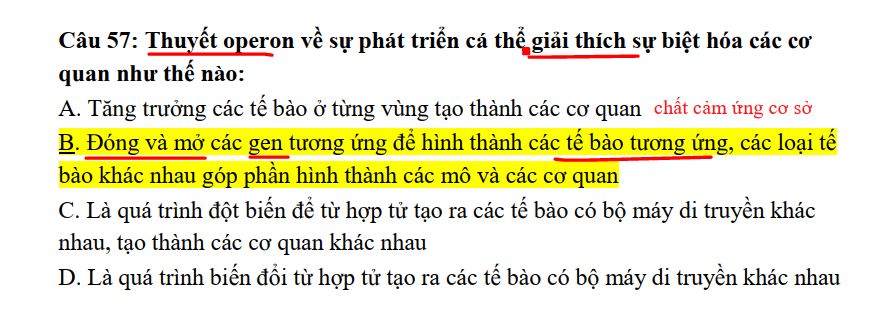 Câu 57: Thuyết operon về sự phát triển cá thể giải thích sự biệt hóa các cơ
quan như thế nào:
A. Tăng trưởng các tế bào ở từng vùng tạo thành các cơ quan chất cảm ứng cơ sở
B. Đóng và mở các gen tương ứng để hình thành các tế bào tương ứng, các loại tế
bào khác nhau góp phần hình thành các mô và các cơ quan
C. Là quá trình đột biến để từ hợp tử tạo ra các tế bào có bộ máy di truyền khác
nhau, tạo thành các cơ quan khác nhau
D. Là quá trình biến đổi từ hợp tử tạo ra các tế bào có bộ máy di truyền khác nhau